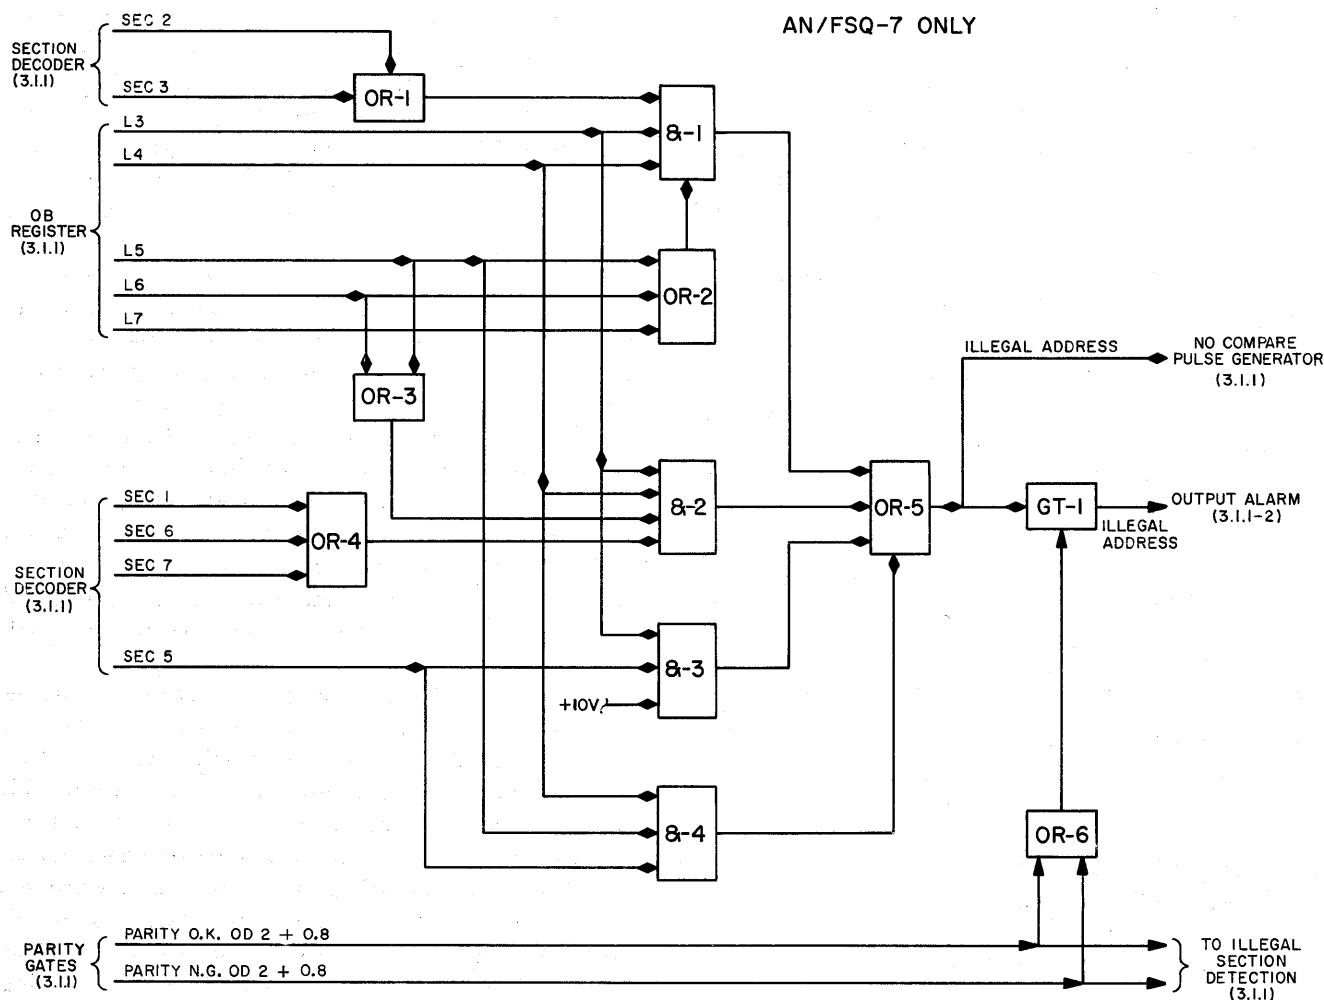 AN/FSQ-7 ONLY
SECTION
DECODER
(3.1.1)
SEC 2
SEC 3
OR-1
OB
REGISTER
(3.1.1)
L3
L4
L5
L6
L7
&-1
OR-2
OR-3
SECTION
DECODER
(3.1.1)
SEC 1
SEC 6
SEC 7
SEC 5
OR-4
&-2
&-3
+10V
&-4
OR-5
ILLEGAL ADDRESS
NO COMPARE
PULSE GENERATOR
(3.1.1)
GT-1
ILLEGAL
ADDRESS
OUTPUT ALARM
(3.1.1-2)
OR-6
PARITY
GATES
(3.1.1)
PARITY O.K. OD 2 + 0.8
PARITY N.G. OD 2 + 0.8
TO ILLEGAL
SECTION
DETECTION
(3.1.1)